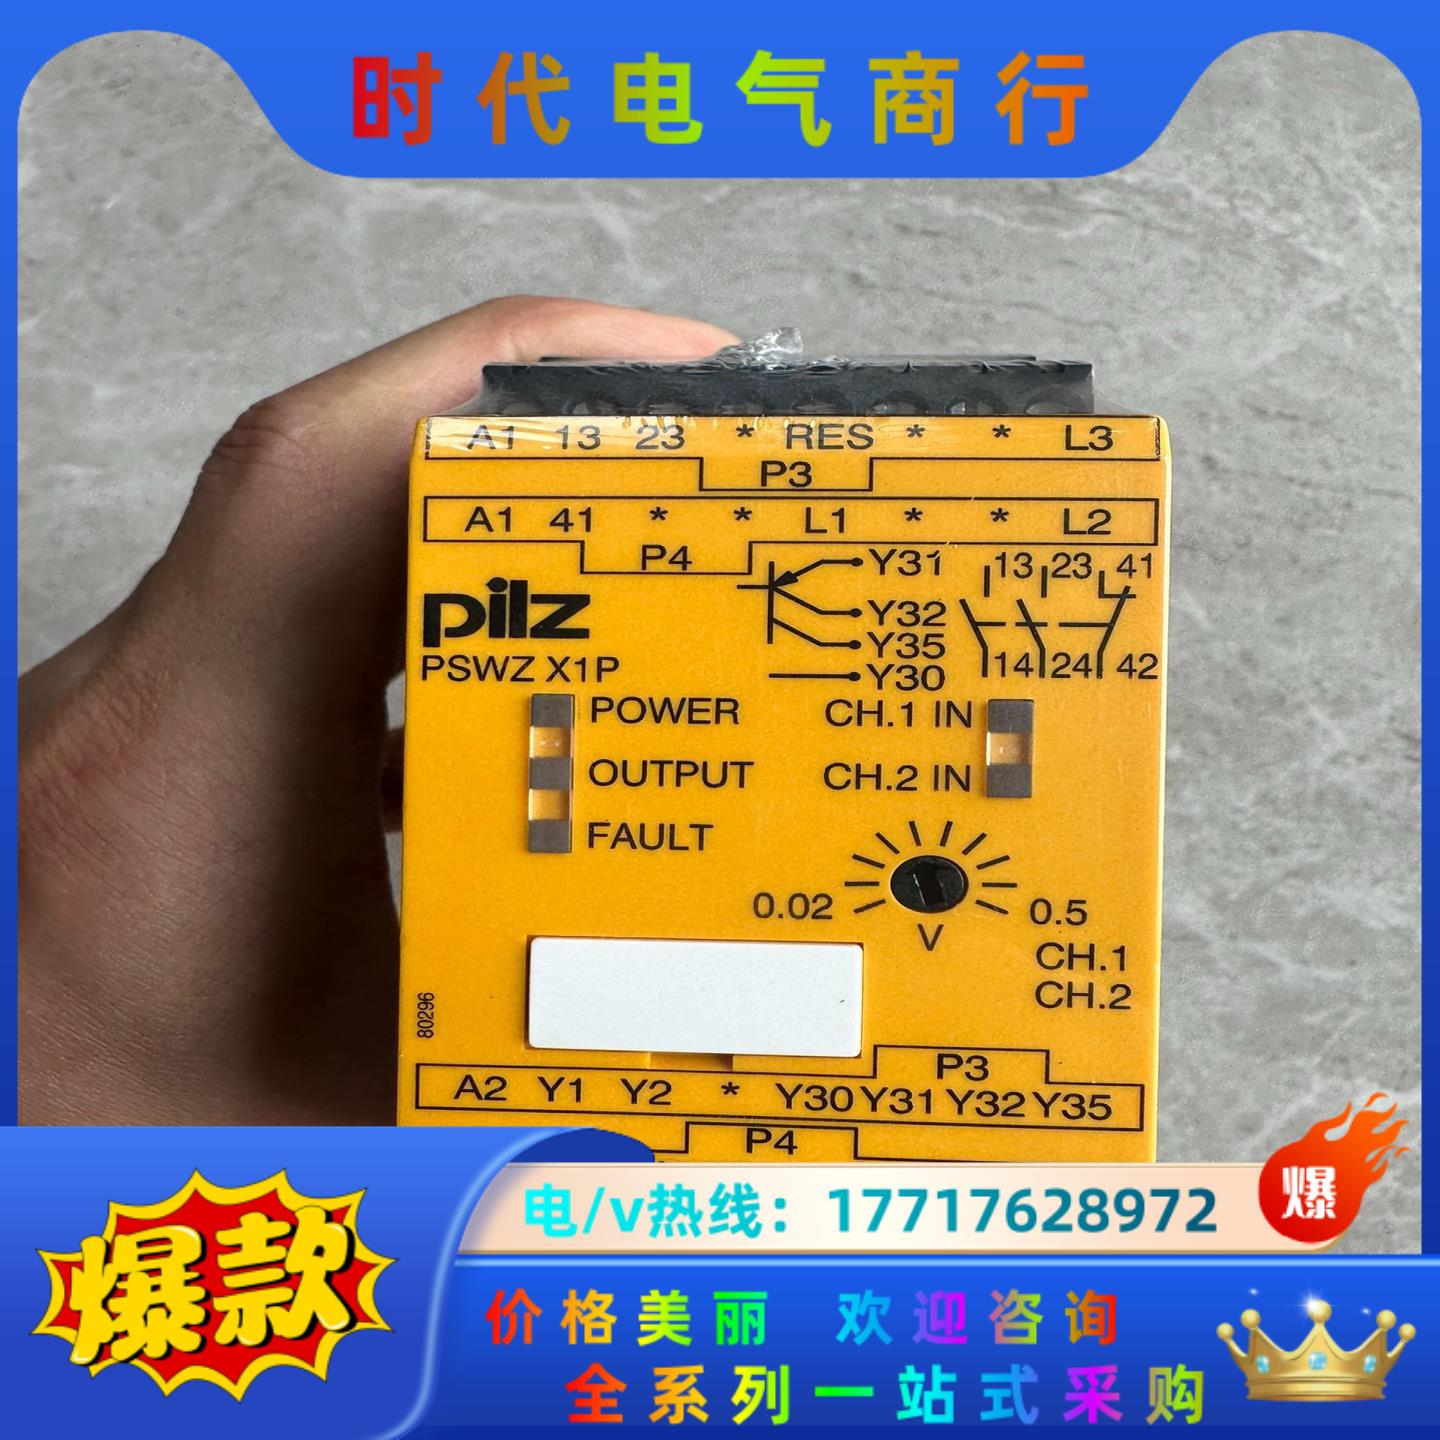 时代电气商行
A1 13 23 * RES * * L3
P3
A1 41 * * L1 * * L2
P4
pilz
PSWZ X1P
Y31
Y32
Y35
Y30
13 23 41
14 24 42
POWER
OUTPUT
FAULT
CH.1 IN
CH.2 IN
0.02
0.5
V
CH.1
CH.2
80296
P3
A2 Y1 Y2 * Y30 Y31 Y32 Y35
P4
电/v热线：17717628972
爆
爆款
价格美丽 欢迎咨询
全系列一站式采购